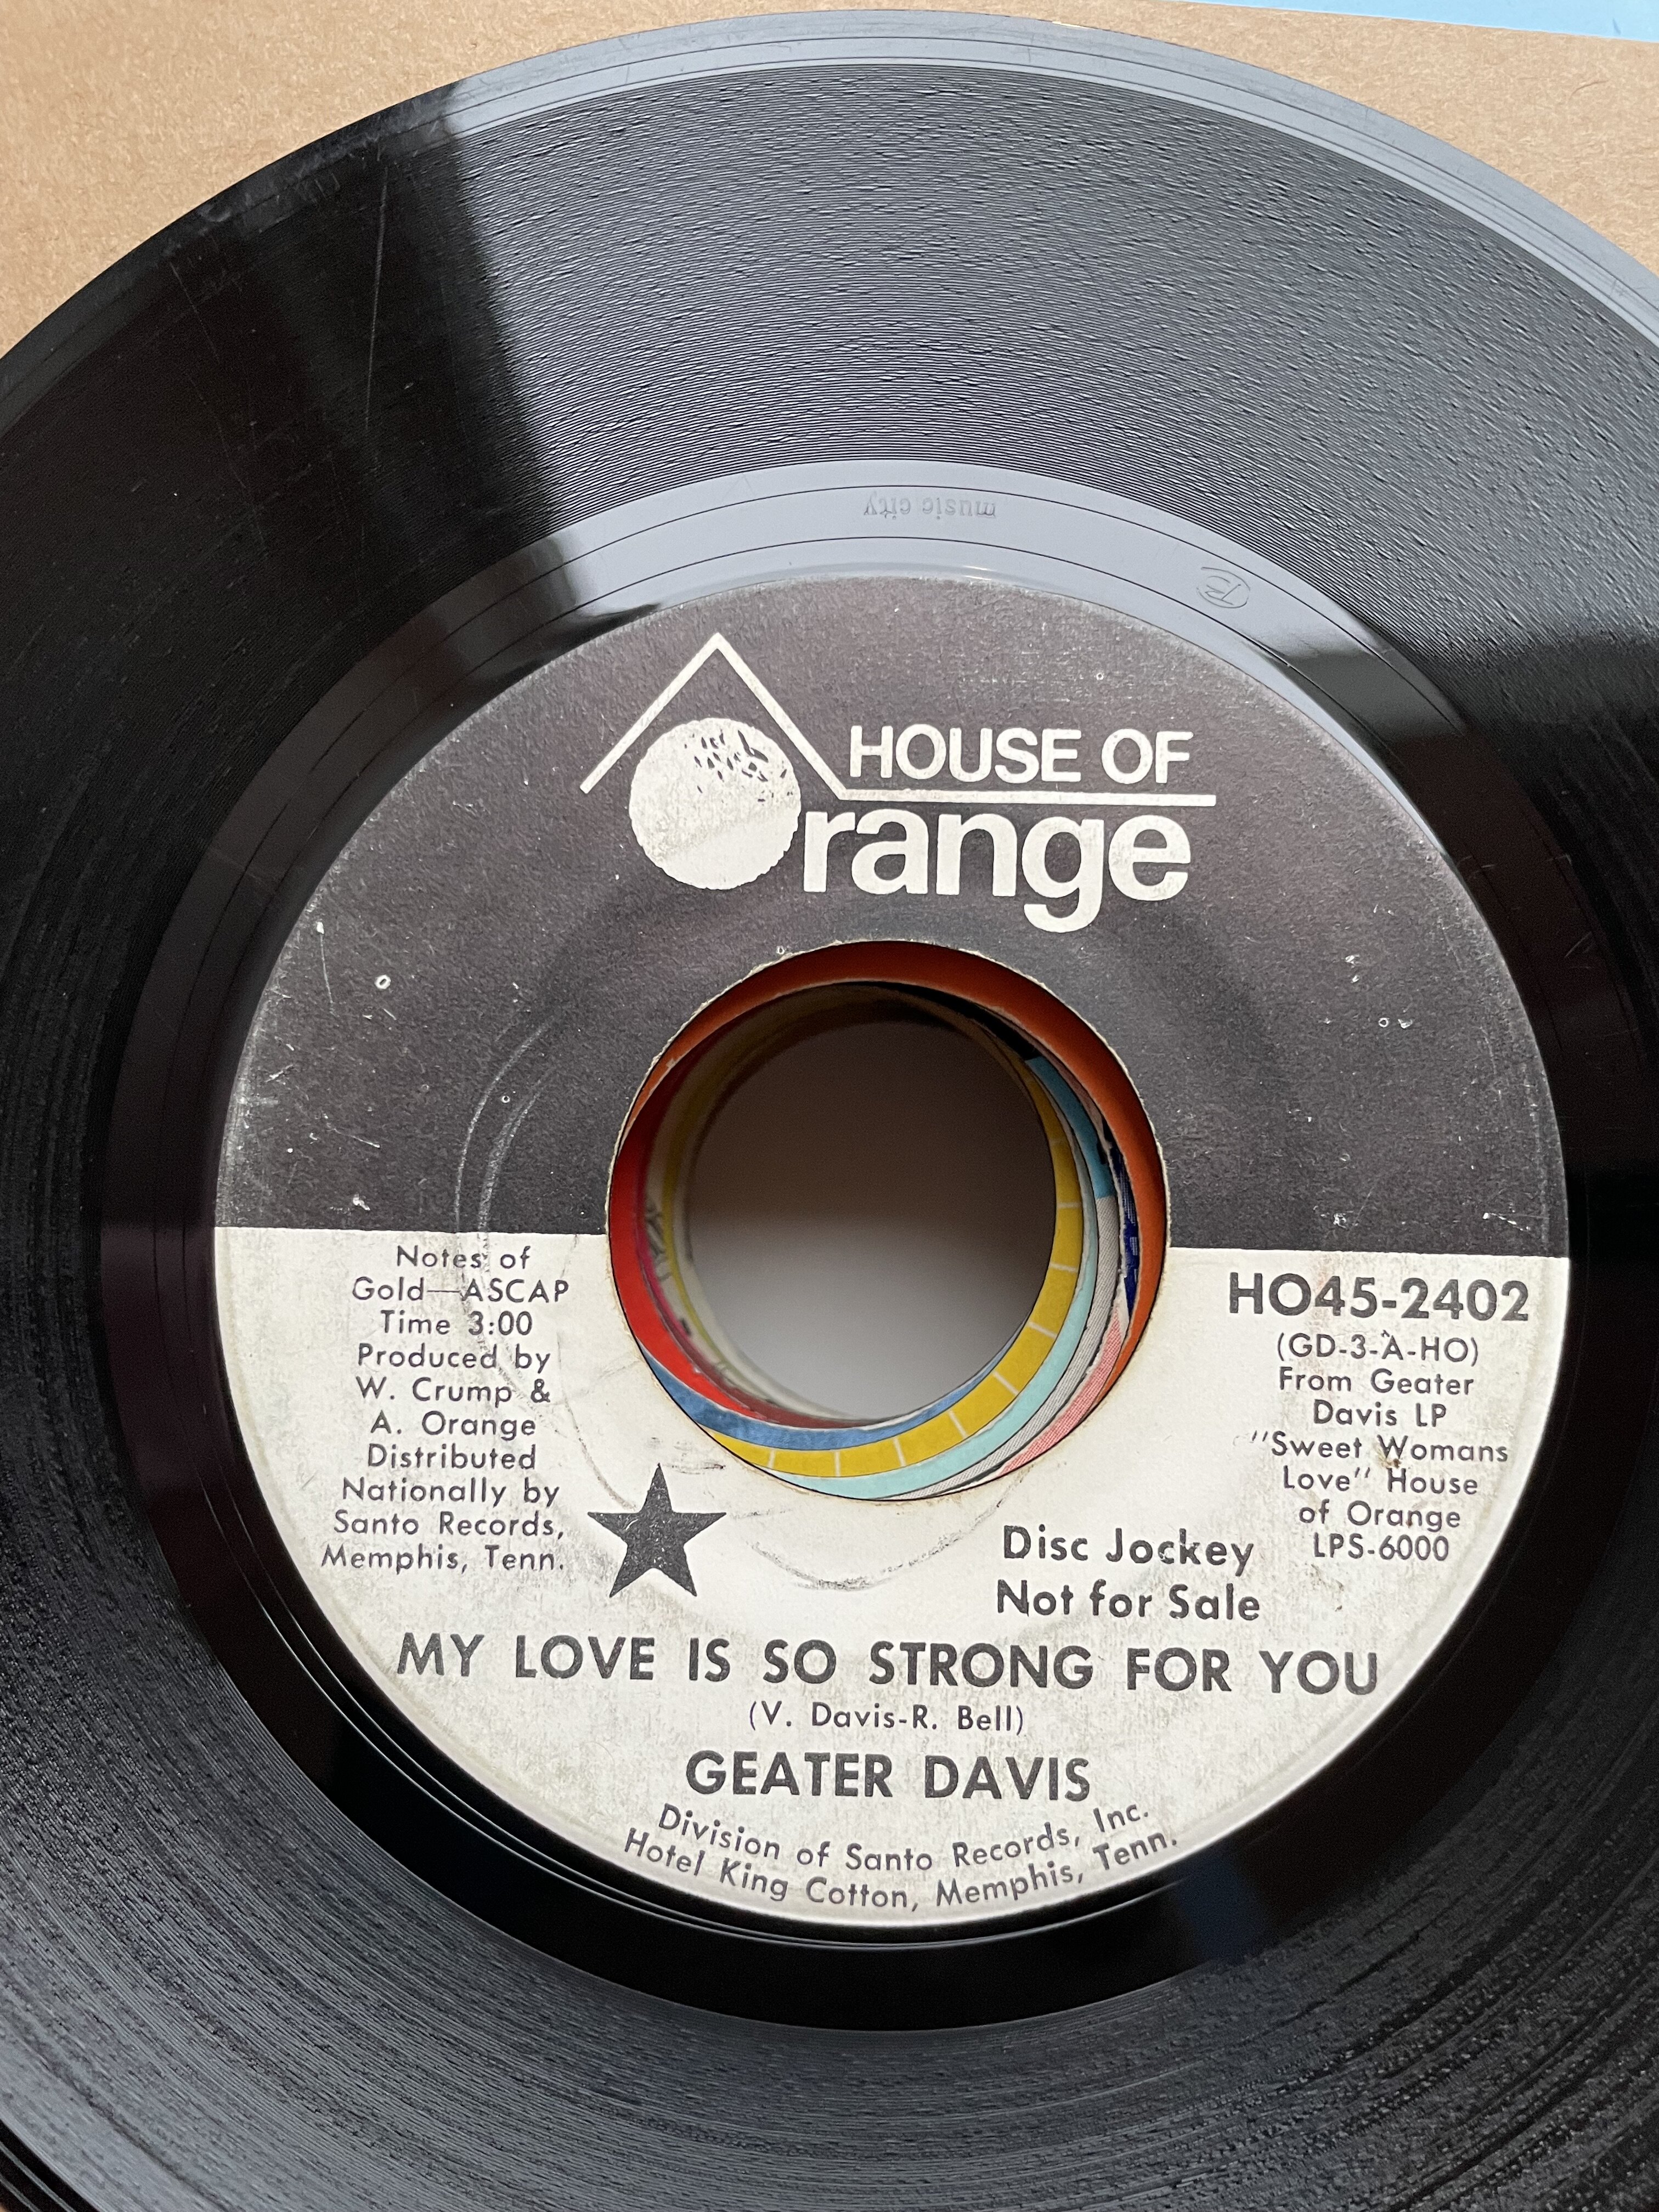 music city
HOUSE OF
Orange
Notes of
Gold—ASCAP
Time 3:00
Produced by
W. Crump &
A. Orange
Distributed
Nationally by
Santo Records,
Memphis, Tenn.
HO45-2402
(GD-3-A-HO)
From Geater
Davis LP
"Sweet Womans
Love" House
of Orange
LPS-6000
Disc Jockey
Not for Sale
MY LOVE IS SO STRONG FOR YOU
(V. Davis-R. Bell)
GEATER DAVIS
Division of Santo Records, Inc.
Hotel King Cotton, Memphis, Tenn.